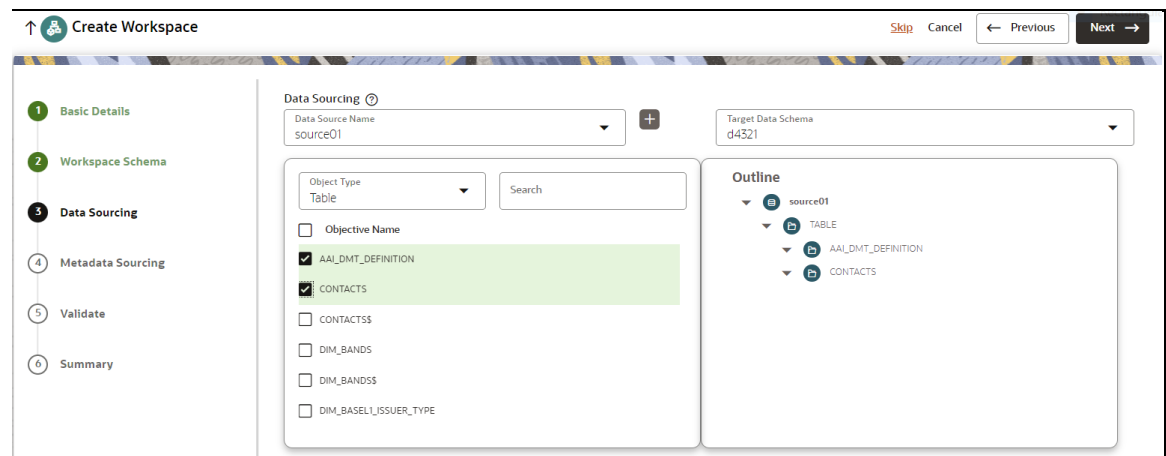 Create Workspace
Skip Cancel ← Previous Next →
1 Basic Details
2 Workspace Schema
3 Data Sourcing
4 Metadata Sourcing
5 Validate
6 Summary
Data Sourcing ?
Data Source Name
source01
+
Target Data Schema
d4321
Object Type
Table
Search
Objective Name
AAI_DMT_DEFINITION
CONTACTS
CONTACTS$
DIM_BANDS
DIM_BANDS$
DIM_BASEL1_ISSUER_TYPE
Outline
source01
TABLE
AAI_DMT_DEFINITION
CONTACTS